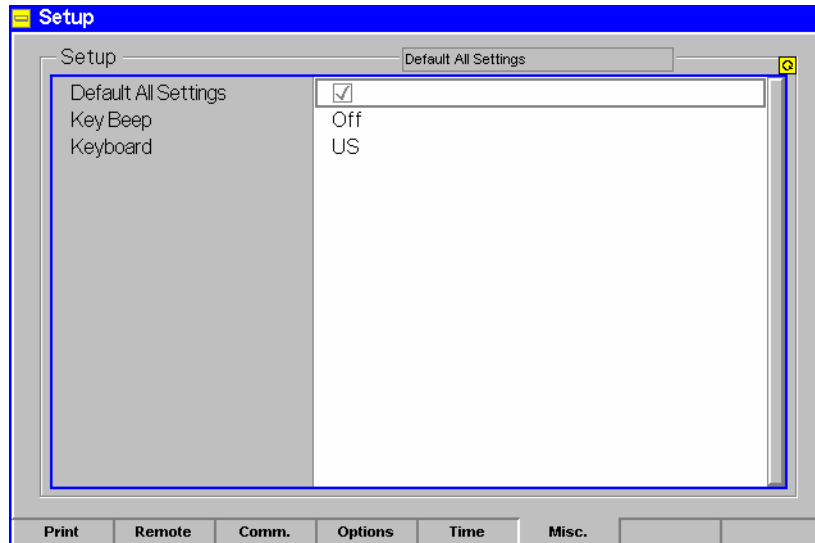 Setup
Setup
Default All Settings
Default All Settings
Key Beep Off
Keyboard US
Print Remote Comm. Options Time Misc.